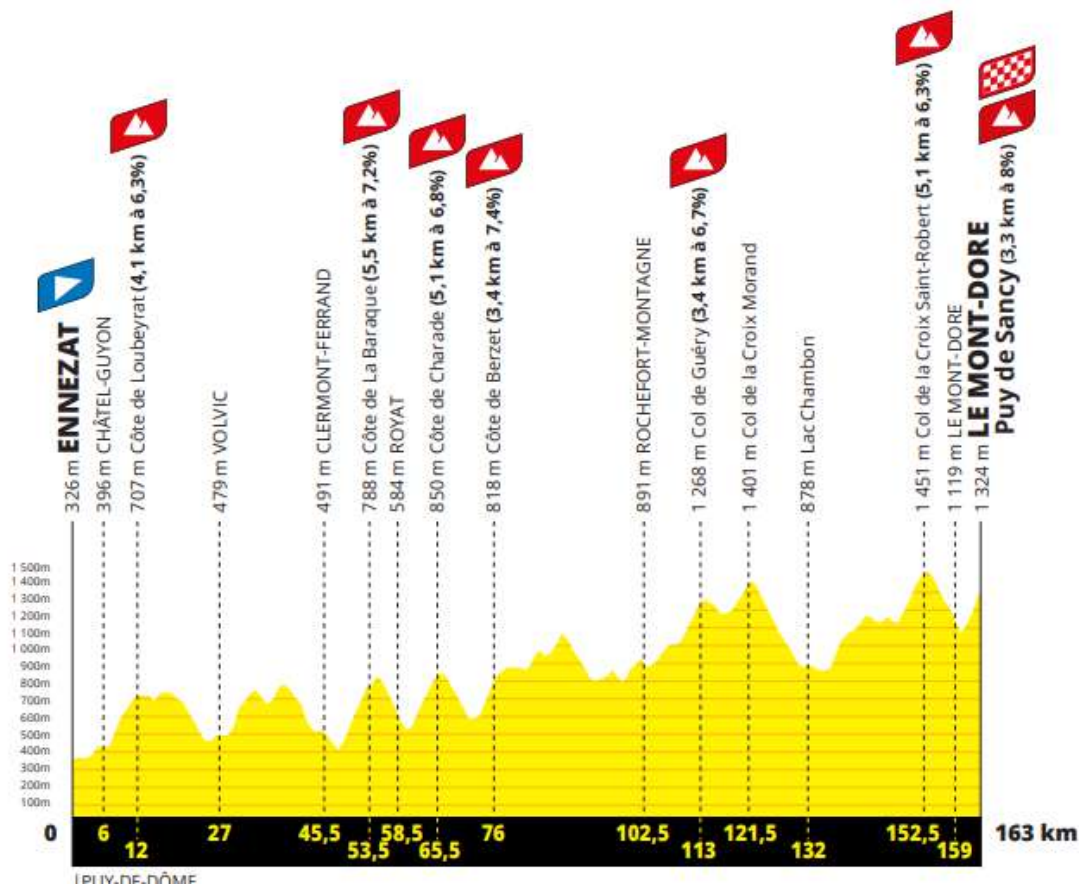 326 m ENNEZAT
396 m CHÂTEL-GUYON
707 m Côte de Loubeyrat (4,1 km à 6,3%)
479 m VOLVIC
491 m CLERMONT-FERRAND
788 m Côte de La Baraque (5,5 km à 7,2%)
584 m ROYAT
850 m Côte de Charade (5,1 km à 6,8%)
818 m Côte de Berzet (3,4 km à 7,4%)
891 m ROCHEFORT-MONTAGNE
1 268 m Col de Guéry (3,4 km à 6,7%)
1 401 m Col de la Croix Morand
878 m Lac Chambon
1 451 m Col de la Croix Saint-Robert (5,1 km à 6,3%)
1 119 m LE MONT-DORE
1 324 m LE MONT-DORE
Puy de Sancy (3,3 km à 8%)
1 500m
1 400m
1 300m
1 200m
1 100m
1 000m
900m
800m
700m
600m
500m
400m
300m
200m
100m
0 6 27 45,5 58,5 76 102,5 121,5 152,5 163 km
12 53,5 65,5 113 132 159
PUY-DE-DÔME